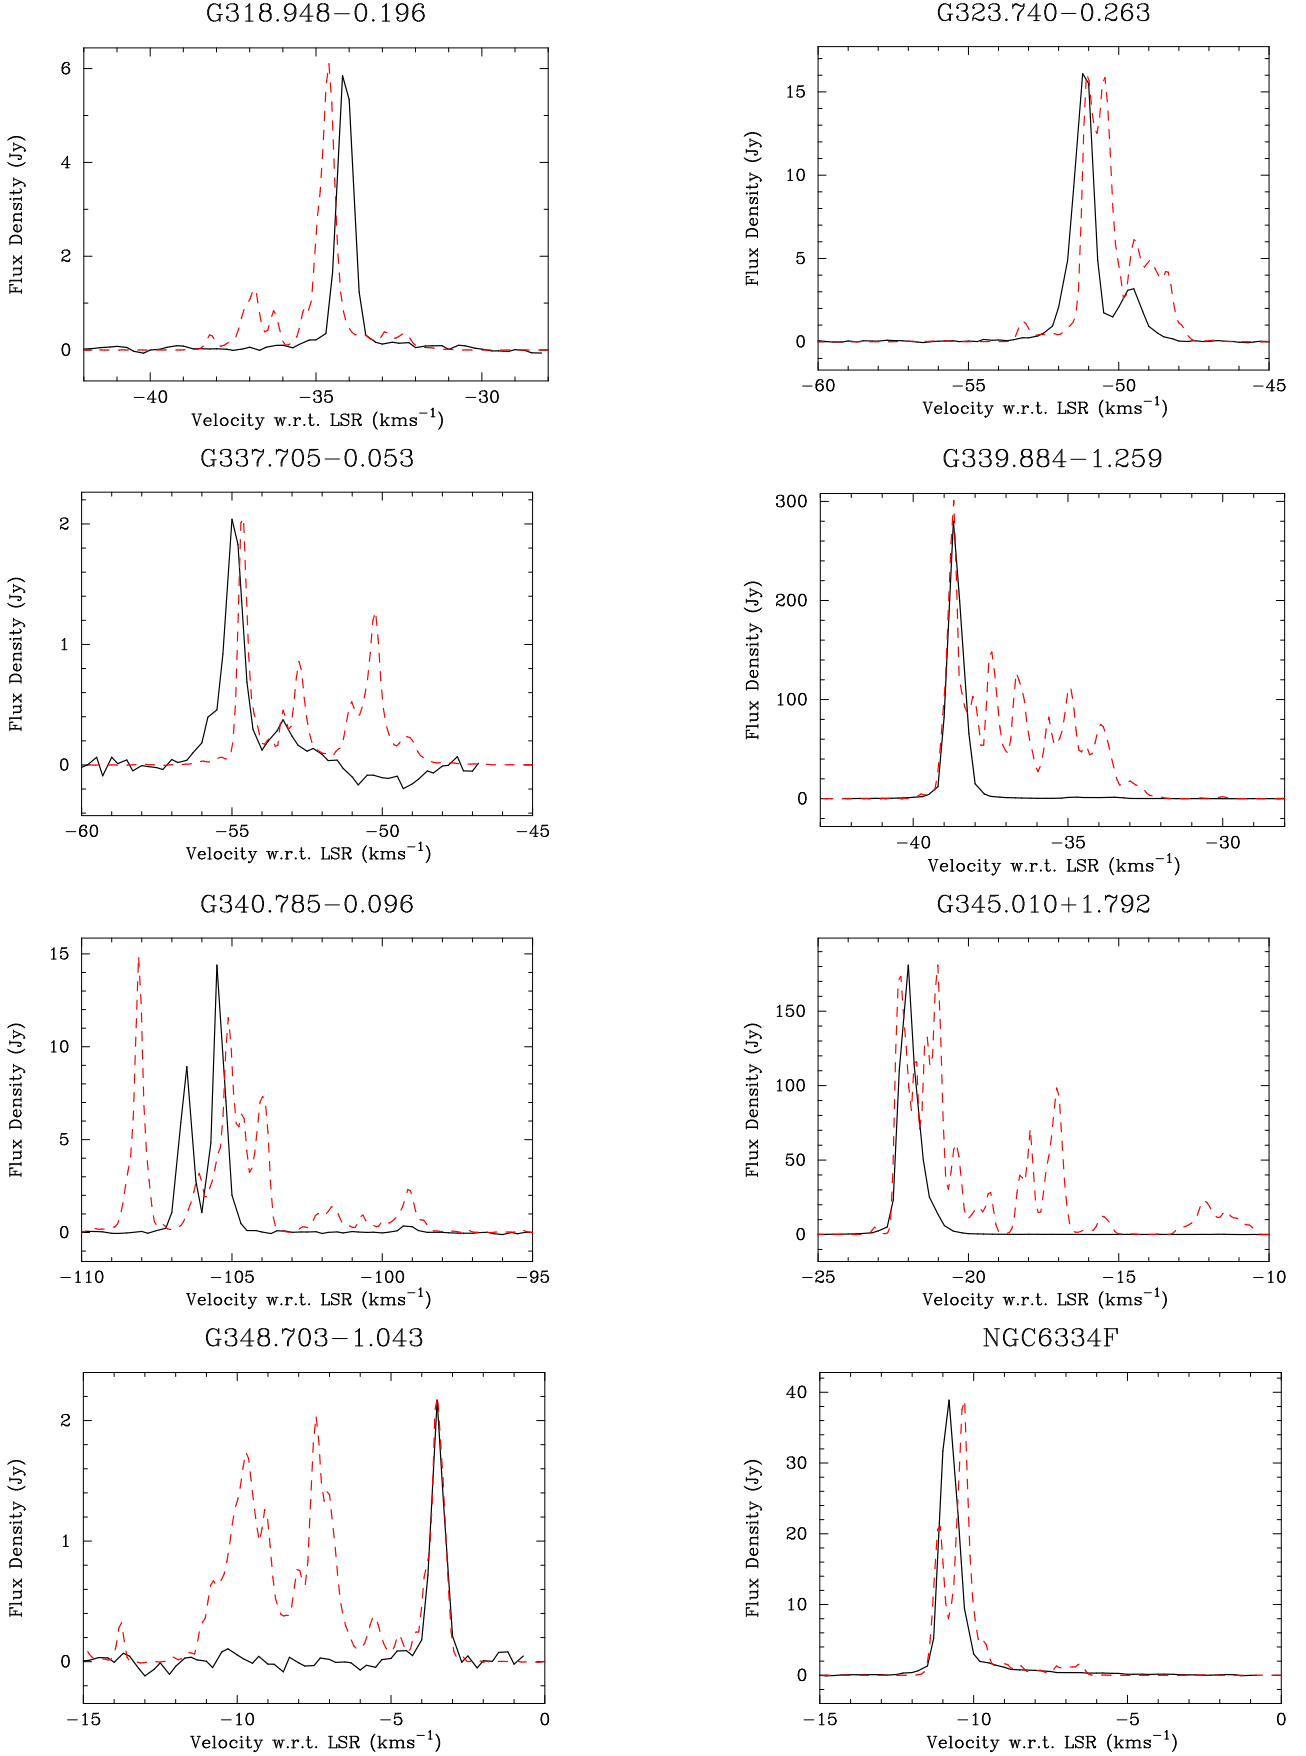 G318.948−0.196
G323.740−0.263
Flux Density (Jy)
6
4
2
0
−40
−35
−30
Velocity w.r.t. LSR (kms⁻¹)
Flux Density (Jy)
15
10
5
0
−60
−55
−50
−45
Velocity w.r.t. LSR (kms⁻¹)
G337.705−0.053
G339.884−1.259
Flux Density (Jy)
2
1
0
−60
−55
−50
−45
Velocity w.r.t. LSR (kms⁻¹)
Flux Density (Jy)
300
200
100
0
−40
−35
−30
Velocity w.r.t. LSR (kms⁻¹)
G340.785−0.096
G345.010+1.792
Flux Density (Jy)
15
10
5
0
−110
−105
−100
−95
Velocity w.r.t. LSR (kms⁻¹)
Flux Density (Jy)
150
100
50
0
−25
−20
−15
−10
Velocity w.r.t. LSR (kms⁻¹)
G348.703−1.043
NGC6334F
Flux Density (Jy)
2
1
0
−15
−10
−5
0
Velocity w.r.t. LSR (kms⁻¹)
Flux Density (Jy)
40
30
20
10
0
−15
−10
−5
0
Velocity w.r.t. LSR (kms⁻¹)